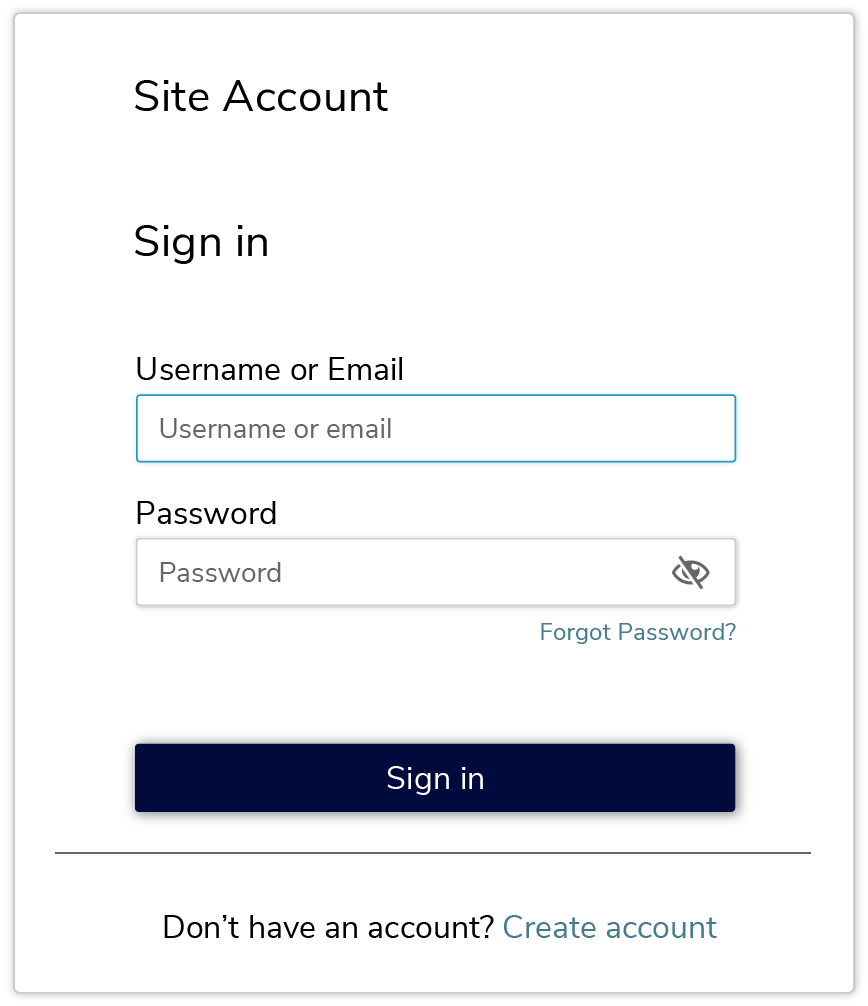 Site Account
Sign in
Username or Email
Username or email
Password
Password
Forgot Password?
Sign in
Don’t have an account? Create account